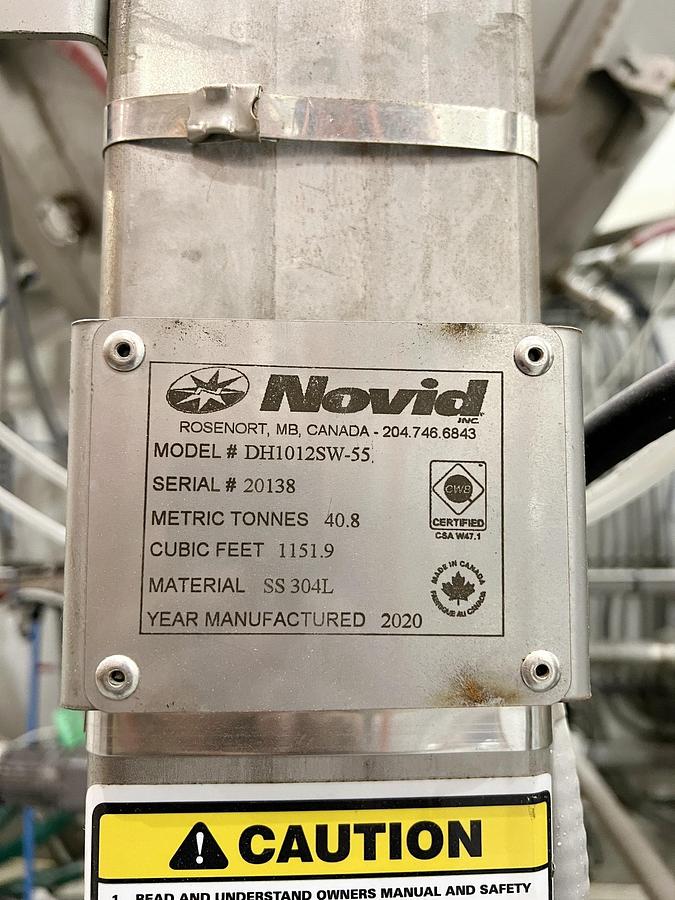 Novid INC.
ROSENORT, MB, CANADA - 204.746.6843
MODEL # DH1012SW-55
SERIAL # 20138
METRIC TONNES 40.8
CUBIC FEET 1151.9
MATERIAL SS 304L
YEAR MANUFACTURED 2020
CWB
CERTIFIED
CSA W47.1
MADE IN CANADA
FABRIQUÉ AU CANADA
CAUTION
1. READ AND UNDERSTAND OWNERS MANUAL AND SAFETY